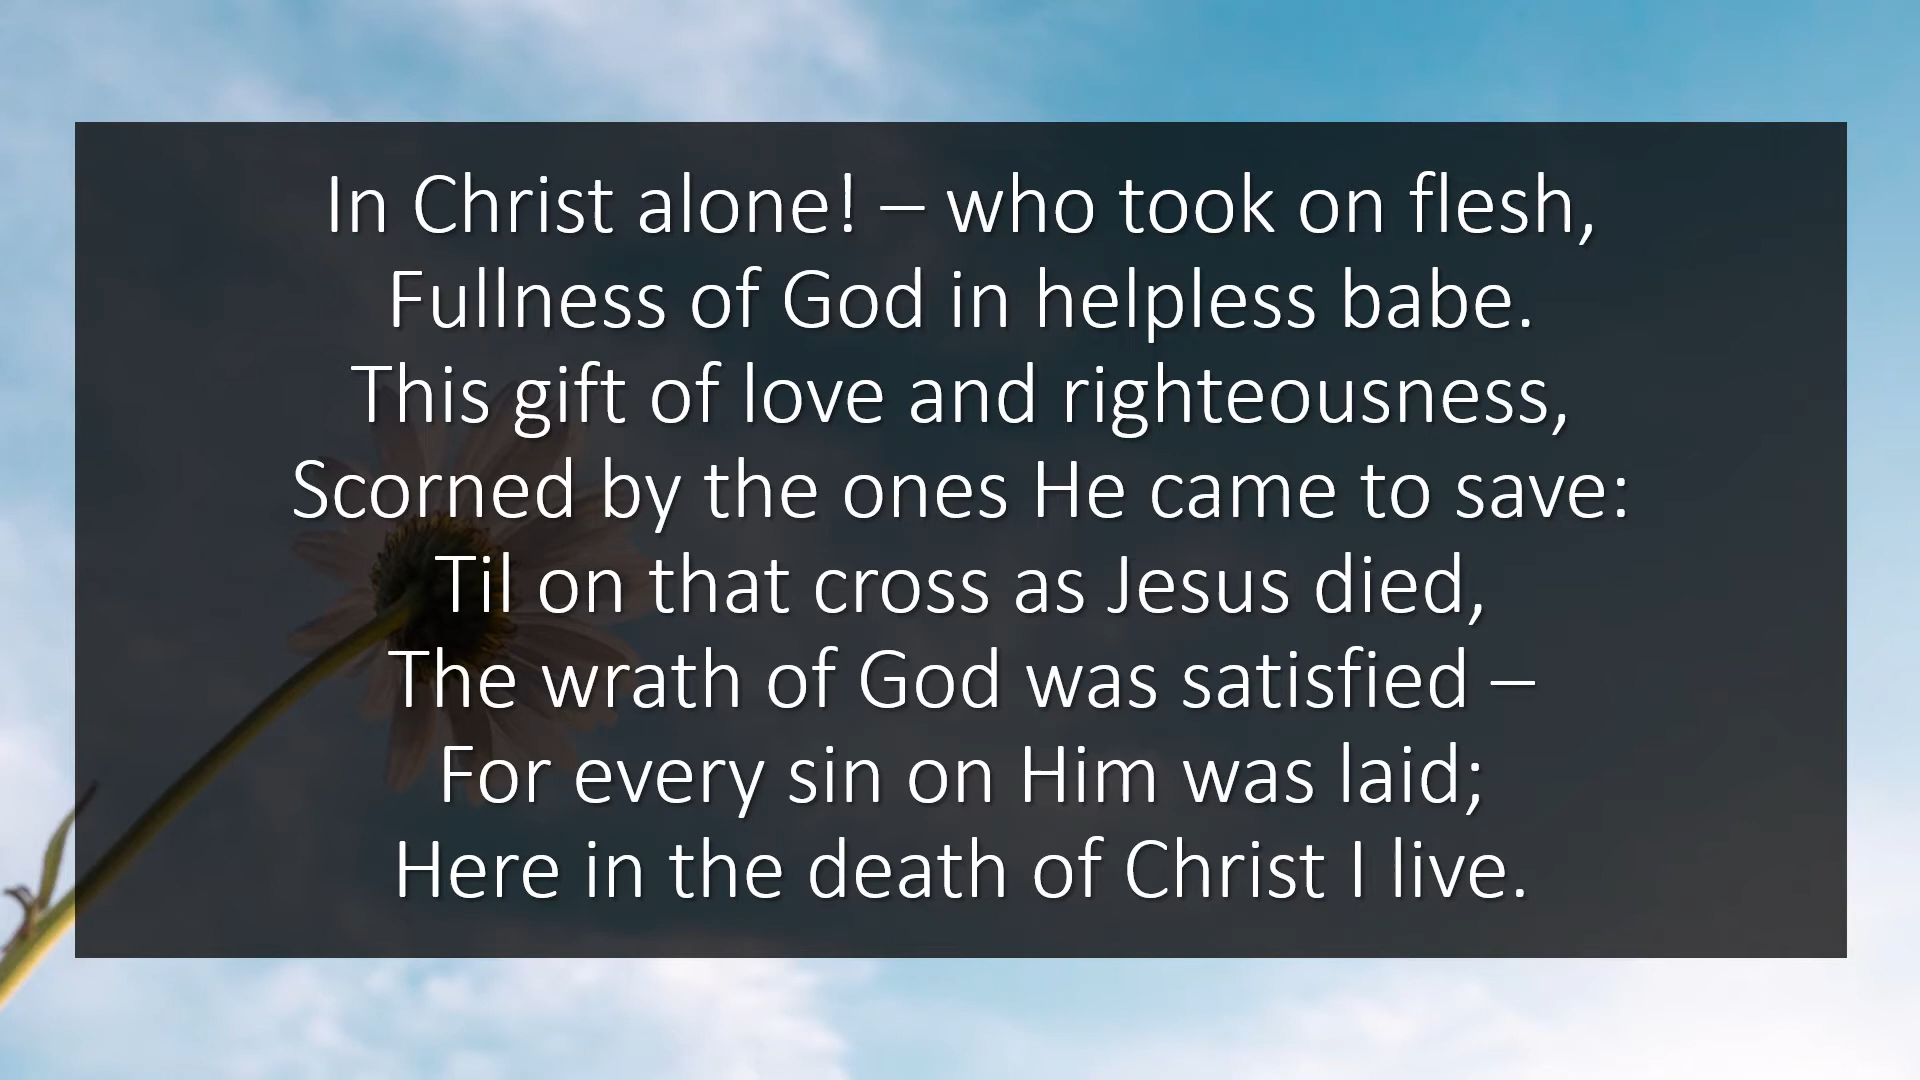 In Christ alone! – who took on flesh,
Fullness of God in helpless babe.
This gift of love and righteousness,
Scorned by the ones He came to save:
Til on that cross as Jesus died,
The wrath of God was satisfied –
For every sin on Him was laid;
Here in the death of Christ I live.